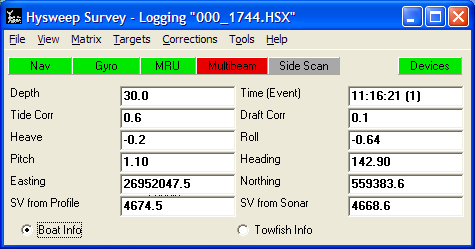 Hysweep Survey - Logging "000_1744.HSX"
File View Matrix Targets Corrections Tools Help
Nav Gyro MRU Multibeam Side Scan Devices
Depth 30.0 Time (Event) 11:16:21 (1)
Tide Corr 0.6 Draft Corr 0.1
Heave -0.2 Roll -0.64
Pitch 1.10 Heading 142.90
Easting 26952047.5 Northing 559383.6
SV from Profile 4674.5 SV from Sonar 4668.6
Boat Info Towfish Info